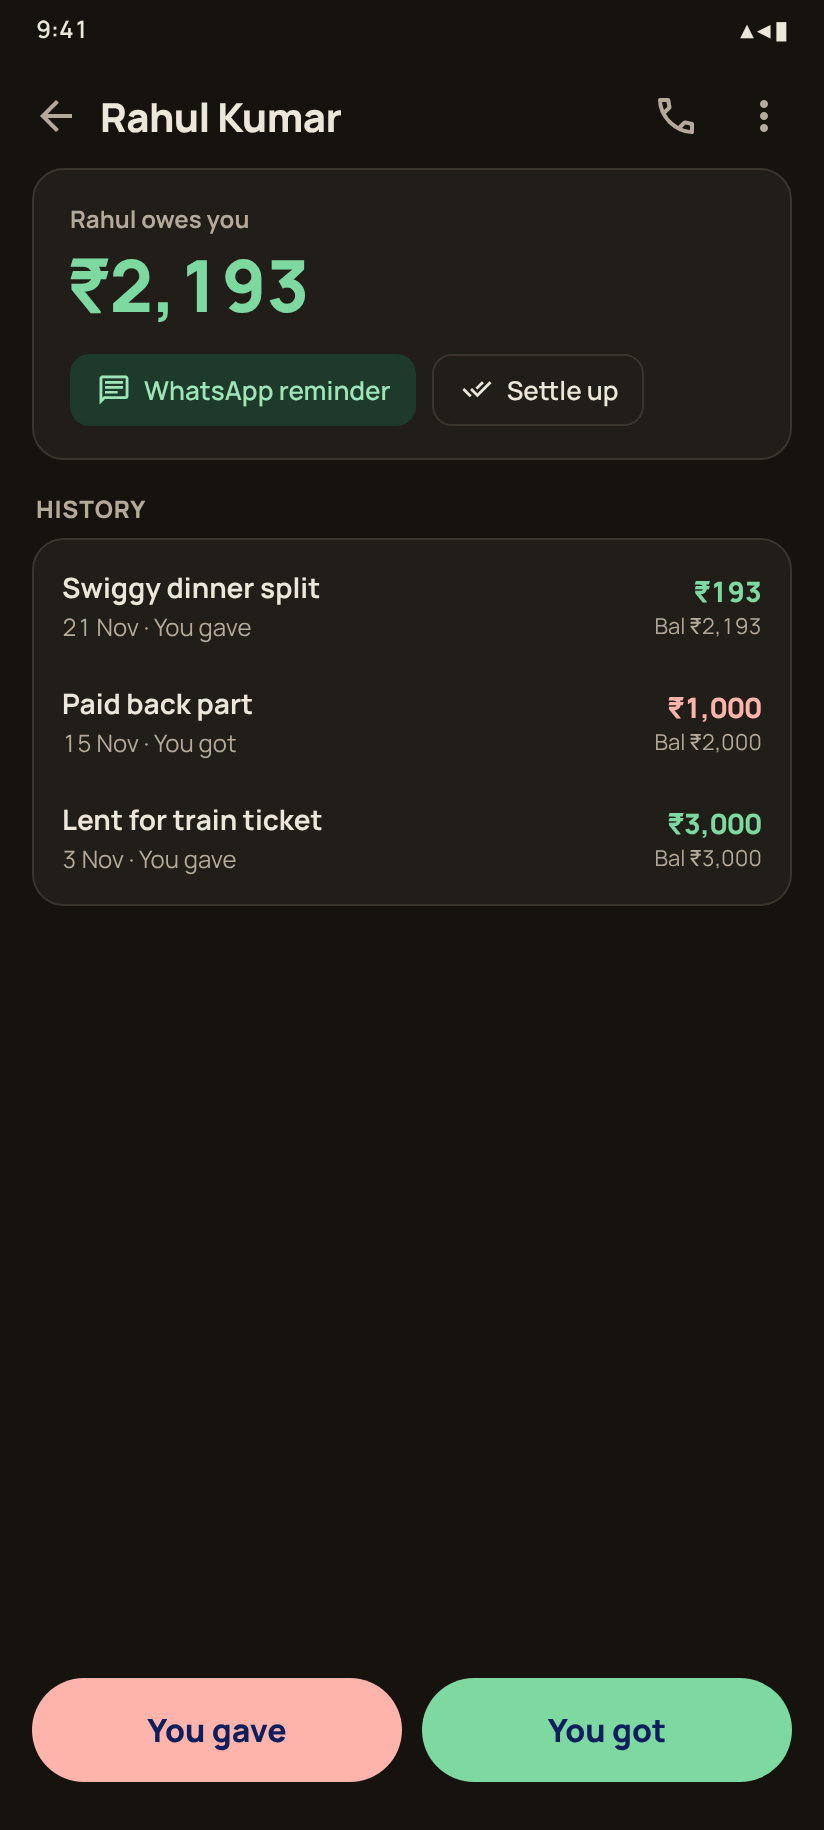 9:41
Rahul Kumar
Rahul owes you
₹2,193
WhatsApp reminder
Settle up
HISTORY
Swiggy dinner split
₹193
21 Nov · You gave
Bal ₹2,193
Paid back part
₹1,000
15 Nov · You got
Bal ₹2,000
Lent for train ticket
₹3,000
3 Nov · You gave
Bal ₹3,000
You gave
You got